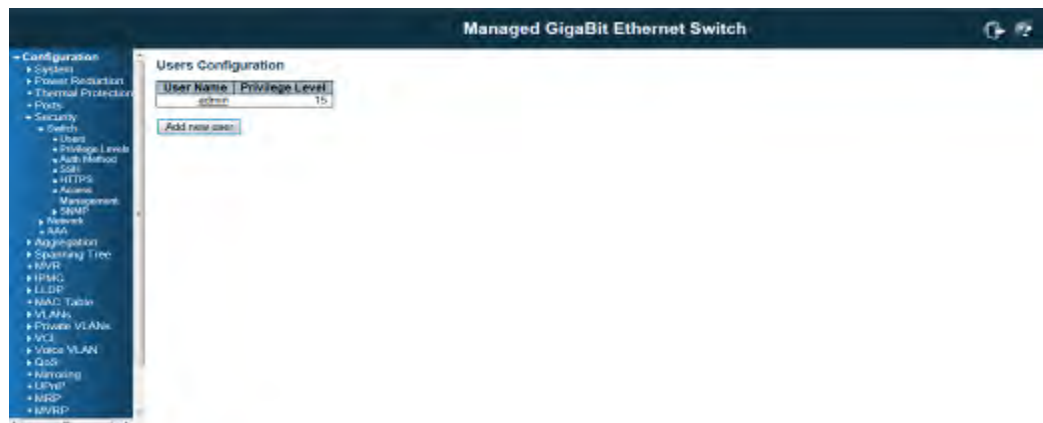 Managed GigaBit Ethernet Switch
Configuration
System
Power Reduction
Thermal Protection
Ports
Security
Switch
Users
Privilege Levels
Auth Method
SSH
HTTPS
Access
Management
SNMP
Network
AAA
Aggregation
Spanning Tree
MVR
IPMC
LLDP
MAC Table
VLANs
Private VLANs
VCL
Voice VLAN
QoS
Mirroring
UPnP
MRP
MVRP
Users Configuration
User Name Privilege Level
admin 15
Add new user